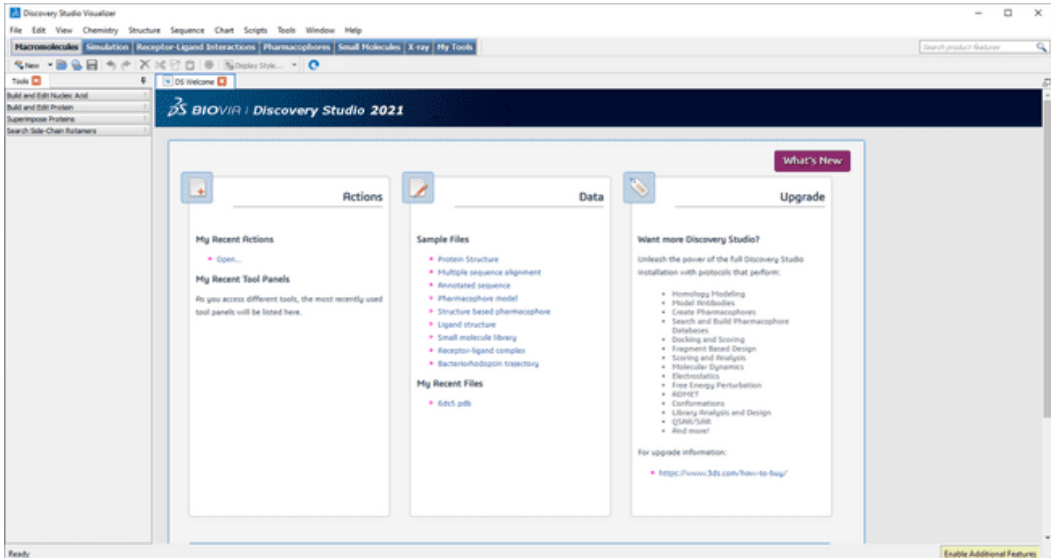 Discovery Studio Visualizer
File Edit View Chemistry Structure Sequence Chart Scripts Tools Window Help
Macromolecules Simulation Receptor-Ligand Interactions Pharmacophores Small Molecules X-ray My Tools
Search product features
New Display Style...
Tools DS Welcome
Build and Edit Nucleic Acid
Build and Edit Protein
Superimpose Proteins
Search Side-Chain Rotamers
3S BIOVIA | Discovery Studio 2021
What's New
Actions
My Recent Actions
Open...
My Recent Tool Panels
As you access different tools, the most recently used
tool panels will be listed here.
Data
Sample Files
Protein Structure
Multiple sequence alignment
Annotated sequence
Pharmacophore model
Structure based pharmacophore
Ligand structure
Small molecule library
Receptor-ligand complex
Bacteriorhodopsin trajectory
My Recent Files
6ds5.pdb
Upgrade
Want more Discovery Studio?
Unleash the power of the full Discovery Studio
installation with protocols that perform:
Homology Modeling
Model Antibodies
Create Pharmacophores
Search and Build Pharmacophore
Databases
Docking and Scoring
Fragment Based Design
Scoring and Analysis
Molecular Dynamics
Electrostatics
Free Energy Perturbation
ADMET
Conformations
Library Analysis and Design
QSAR/SAR
And more!
For upgrade information:
https://www.3ds.com/how-to-buy/
Ready
Enable Additional Features